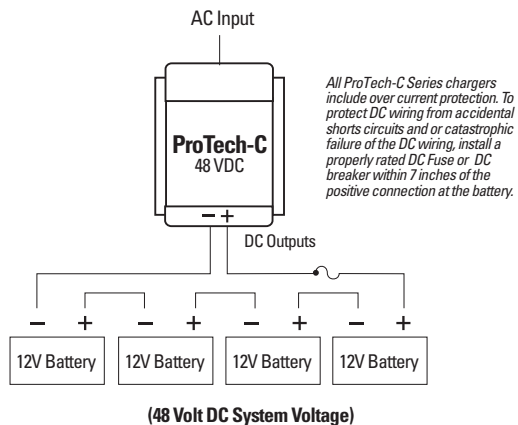 AC Input
All ProTech-C Series chargers
include over current protection. To
protect DC wiring from accidental
shorts circuits and or catastrophic
failure of the DC wiring, install a
properly rated DC Fuse or DC
breaker within 7 inches of the
positive connection at the battery.
ProTech-C
48 VDC
– +
DC Outputs
– + – + – + – +
12V Battery 12V Battery 12V Battery 12V Battery
(48 Volt DC System Voltage)